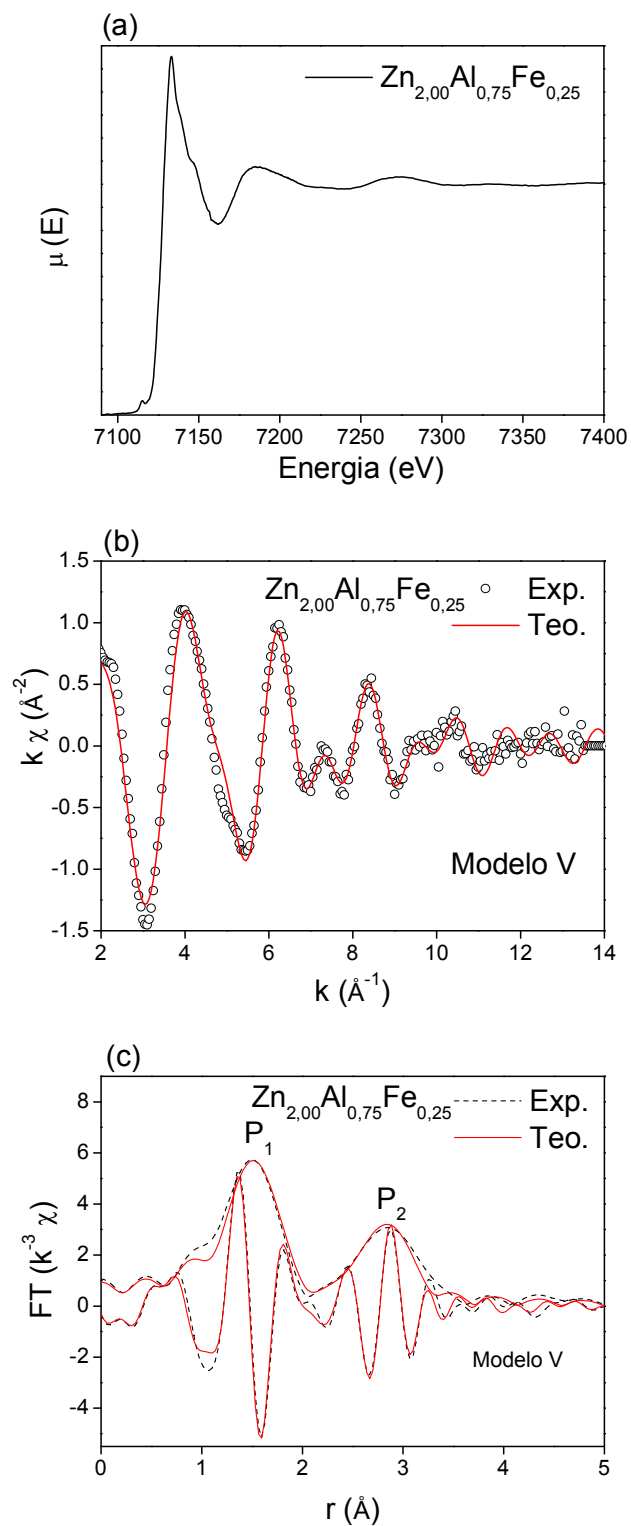 (a)
Zn2,00Al0,75Fe0,25
μ (E)
7100 7150 7200 7250 7300 7350 7400
Energia (eV)
(b)
Zn2,00Al0,75Fe0,25
Exp.
Teo.
1.5
1.0
0.5
0.0
-0.5
-1.0
-1.5
k χ (Å-2)
Modelo V
2 4 6 8 10 12 14
k (Å-1)
(c)
Zn2,00Al0,75Fe0,25
Exp.
Teo.
P1
P2
8
6
4
2
0
-2
-4
FT (k-3 χ)
Modelo V
0 1 2 3 4 5
r (Å)